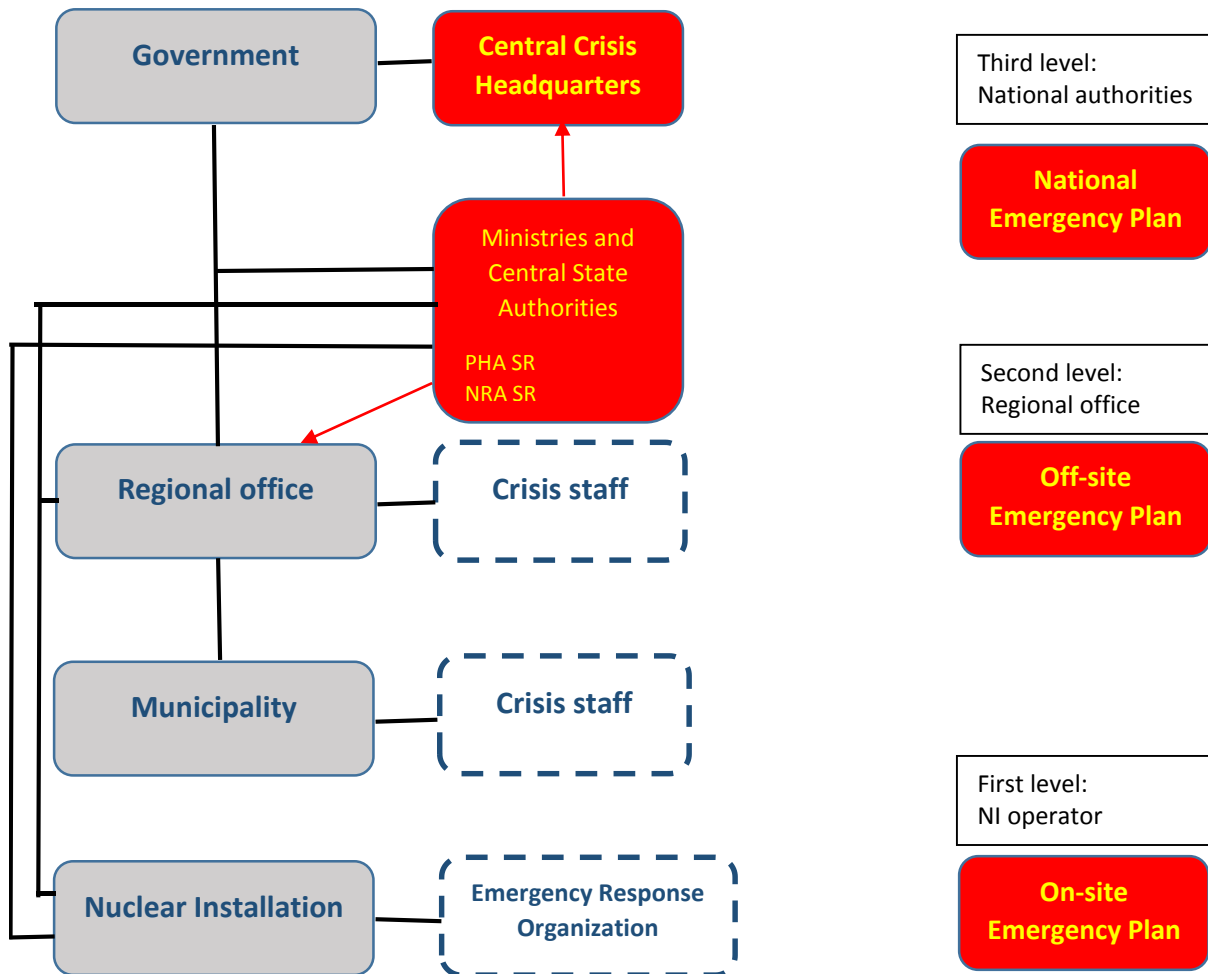 Government
Central Crisis
Headquarters
Third level:
National authorities
National
Emergency Plan
Ministries and
Central State
Authorities
PHA SR
NRA SR
Second level:
Regional office
Regional office
Crisis staff
Off-site
Emergency Plan
Municipality
Crisis staff
First level:
NI operator
Nuclear Installation
Emergency Response
Organization
On-site
Emergency Plan